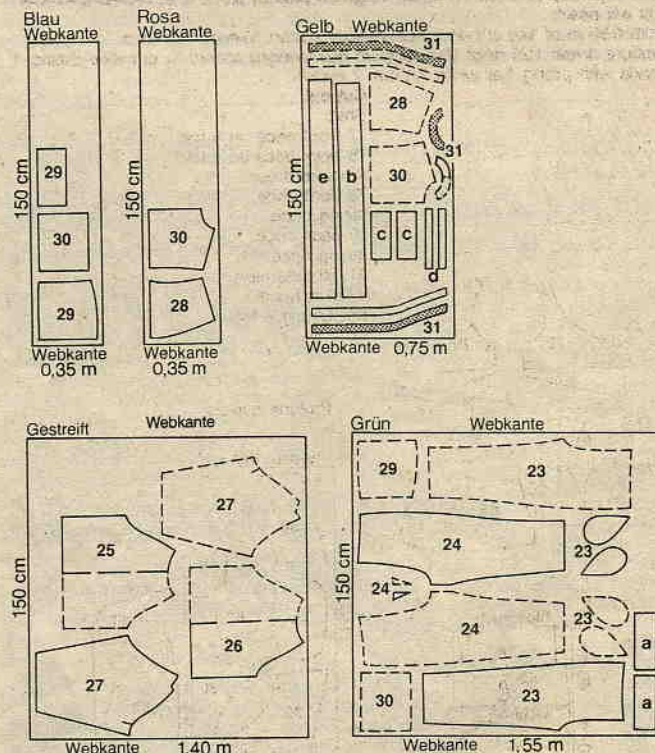 Blau
Webkante
150 cm
29
30
29
Webkante
0,35 m
Rosa
Webkante
150 cm
30
28
Webkante
0,35 m
Gelb Webkante
150 cm
31
28
31
e b
30
c c
d
31
Webkante 0,75 m
Gestreift Webkante
150 cm
27
25
26
27
Webkante 1,40 m
Grün Webkante
150 cm
29 23
24 23
24
24 23
a
30 23
a
Webkante 1,55 m